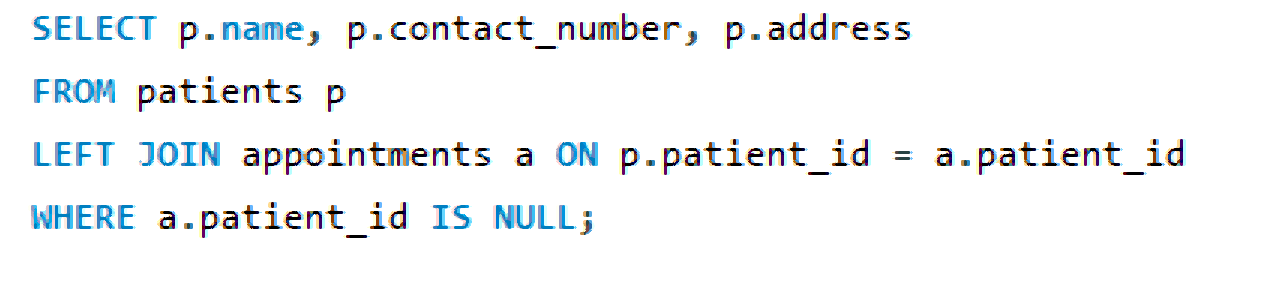 SELECT p.name, p.contact_number, p.address
FROM patients p
LEFT JOIN appointments a ON p.patient_id = a.patient_id
WHERE a.patient_id IS NULL;